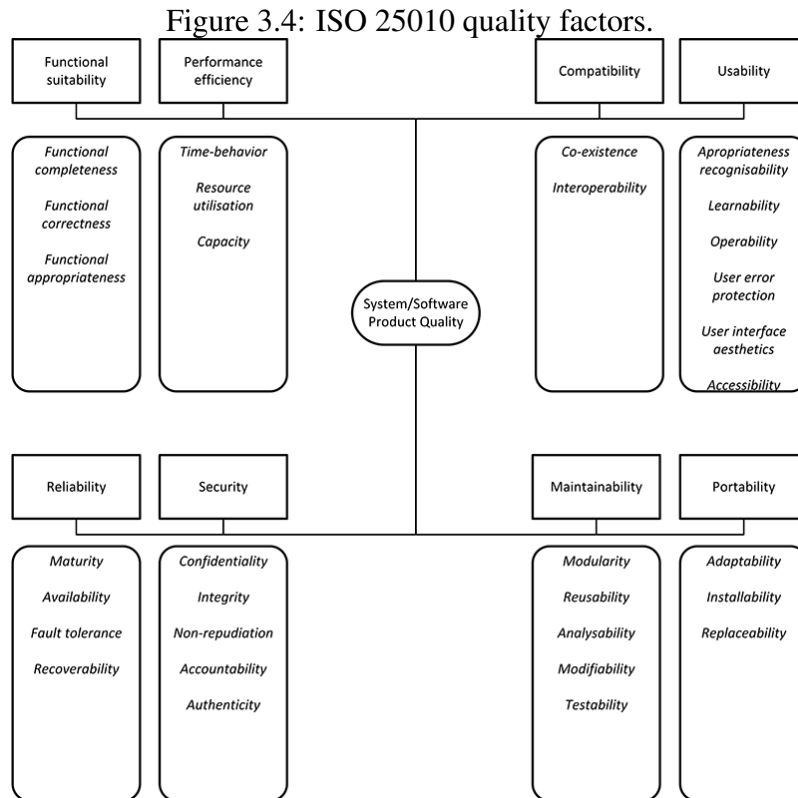 Figure 3.4: ISO 25010 quality factors.
Functional
suitability
Performance
efficiency
Compatibility
Usability
Functional
completeness
Functional
correctness
Functional
appropriateness
Time-behavior
Resource
utilisation
Capacity
Co-existence
Interoperability
Apropriateness
recognisability
Learnability
Operability
User error
protection
User interface
aesthetics
Accessibility
System/Software
Product Quality
Reliability
Security
Maintainability
Portability
Maturity
Availability
Fault tolerance
Recoverability
Confidentiality
Integrity
Non-repudiation
Accountability
Authenticity
Modularity
Reusability
Analysability
Modifiability
Testability
Adaptability
Installability
Replaceability